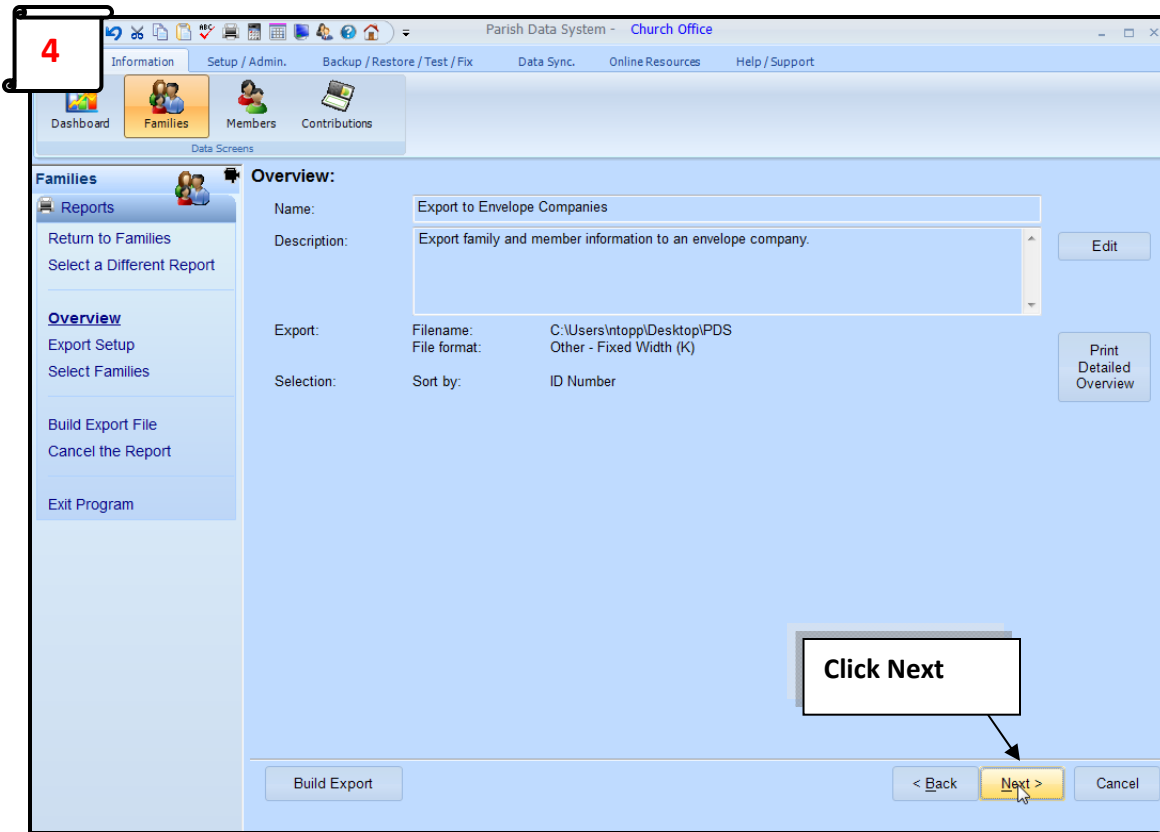 4
ABC
Parish Data System - Church Office
Information Setup / Admin. Backup / Restore / Test / Fix Data Sync. Online Resources Help / Support
Dashboard Families Members Contributions
Data Screens
Families
Reports
Return to Families
Select a Different Report
Overview
Export Setup
Select Families
Build Export File
Cancel the Report
Exit Program
Overview:
Name: Export to Envelope Companies
Description: Export family and member information to an envelope company.
Edit
Export: Filename: C:\Users\ntopp\Desktop\PDS
File format: Other - Fixed Width (K)
Selection: Sort by: ID Number
Print
Detailed
Overview
Click Next
Build Export < Back Next > Cancel